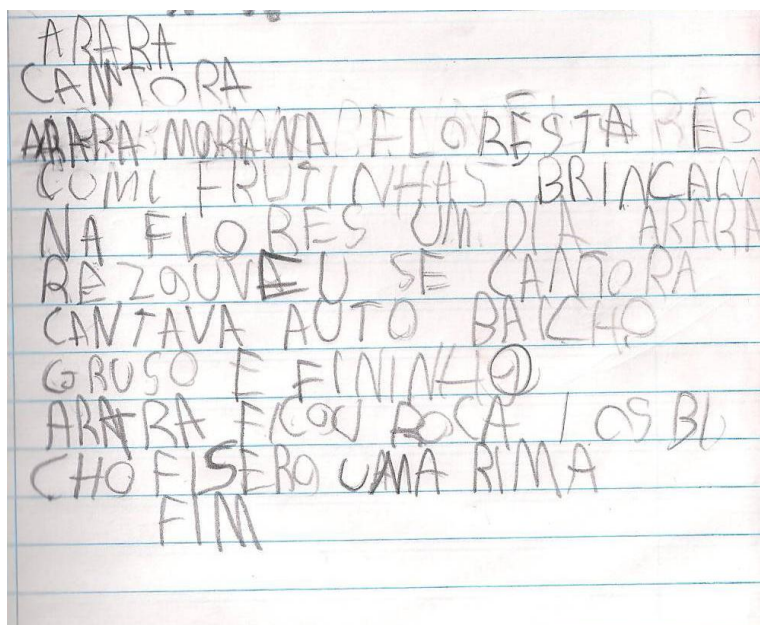 ARARA
CANTORA
ARARA MORA NA FLORESTA
COMI FRUTINHAS BRINCAM
NA FLORES UM DIA ARARA
REZOUVEU SE CANTORA
CANTAVA AUTO BAICHO
GRUSO E FININHO
ARARA FICOU ROCA I OS BI
CHO FISERO UMA RIMA
FIM